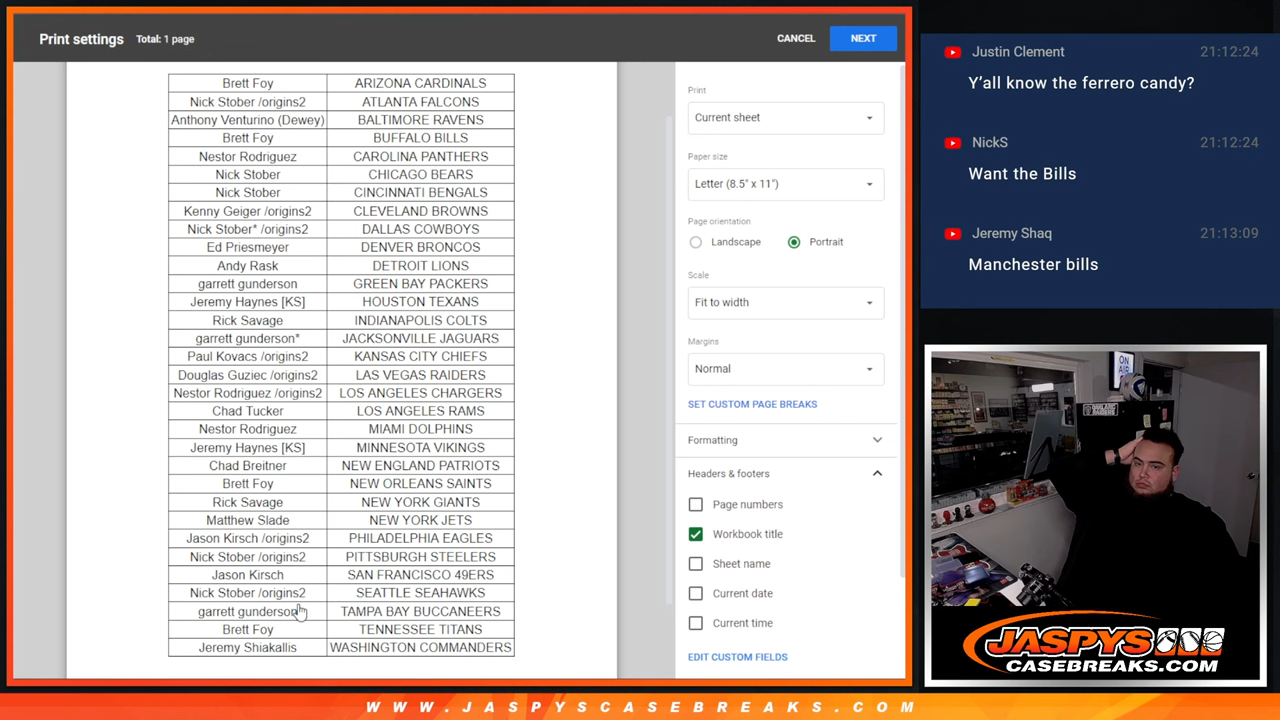 Print settings Total: 1 page
CANCEL NEXT
Brett Foy ARIZONA CARDINALS
Nick Stober /origins2 ATLANTA FALCONS
Anthony Venturino (Dewey) BALTIMORE RAVENS
Brett Foy BUFFALO BILLS
Nestor Rodriguez CAROLINA PANTHERS
Nick Stober CHICAGO BEARS
Nick Stober CINCINNATI BENGALS
Kenny Geiger /origins2 CLEVELAND BROWNS
Nick Stober* /origins2 DALLAS COWBOYS
Ed Priesmeyer DENVER BRONCOS
Andy Rask DETROIT LIONS
garrett gunderson GREEN BAY PACKERS
Jeremy Haynes [KS] HOUSTON TEXANS
Rick Savage INDIANAPOLIS COLTS
garrett gunderson* JACKSONVILLE JAGUARS
Paul Kovacs /origins2 KANSAS CITY CHIEFS
Douglas Guziec /origins2 LAS VEGAS RAIDERS
Nestor Rodriguez /origins2 LOS ANGELES CHARGERS
Chad Tucker LOS ANGELES RAMS
Nestor Rodriguez MIAMI DOLPHINS
Jeremy Haynes [KS] MINNESOTA VIKINGS
Chad Breitner NEW ENGLAND PATRIOTS
Brett Foy NEW ORLEANS SAINTS
Rick Savage NEW YORK GIANTS
Matthew Slade NEW YORK JETS
Jason Kirsch /origins2 PHILADELPHIA EAGLES
Nick Stober /origins2 PITTSBURGH STEELERS
Jason Kirsch SAN FRANCISCO 49ERS
Nick Stober /origins2 SEATTLE SEAHAWKS
garrett gunderson TAMPA BAY BUCCANEERS
Brett Foy TENNESSEE TITANS
Jeremy Shiakallis WASHINGTON COMMANDERS
Print
Current sheet
Paper size
Letter (8.5" x 11")
Page orientation
Landscape Portrait
Scale
Fit to width
Margins
Normal
SET CUSTOM PAGE BREAKS
Formatting
Headers & footers
Page numbers
Workbook title
Sheet name
Current date
Current time
EDIT CUSTOM FIELDS
Justin Clement 21:12:24
Y'all know the ferrero candy?
NickS 21:12:24
Want the Bills
Jeremy Shaq 21:13:09
Manchester bills
ON AIR
JASPYS
CASEBREAKS.COM
WWW.JASPYSCASEBREAKS.COM